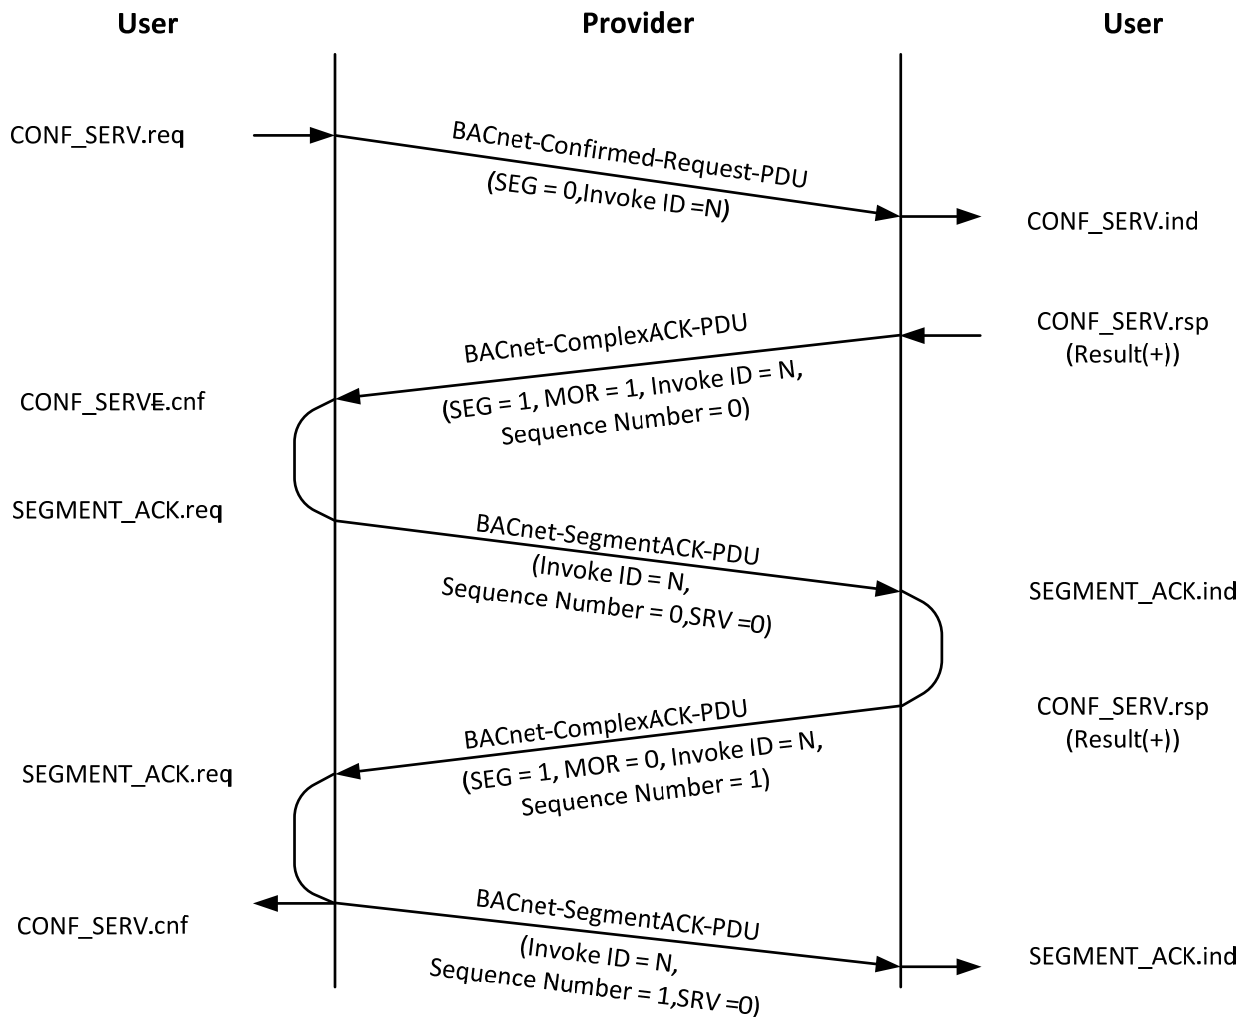 User
Provider
User
CONF_SERV.req
BACnet-Confirmed-Request-PDU
(SEG = 0,Invoke ID =N)
CONF_SERV.ind
BACnet-ComplexACK-PDU
CONF_SERV.rsp
(Result(+))
CONF_SERVE.cnf
(SEG = 1, MOR = 1, Invoke ID = N,
Sequence Number = 0)
SEGMENT_ACK.req
BACnet-SegmentACK-PDU
(Invoke ID = N,
Sequence Number = 0,SRV =0)
SEGMENT_ACK.ind
BACnet-ComplexACK-PDU
CONF_SERV.rsp
(Result(+))
SEGMENT_ACK.req
(SEG = 1, MOR = 0, Invoke ID = N,
Sequence Number = 1)
CONF_SERV.cnf
BACnet-SegmentACK-PDU
(Invoke ID = N,
Sequence Number = 1,SRV =0)
SEGMENT_ACK.ind